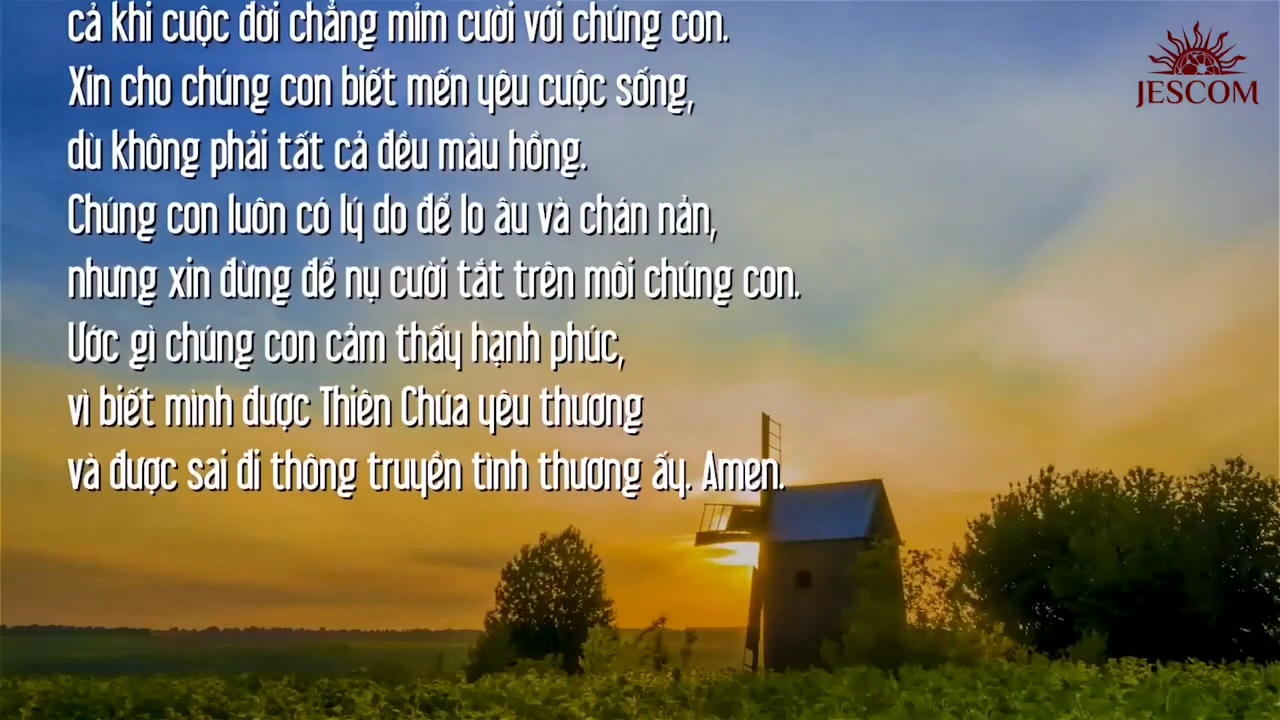 cả khi cuộc đời chẳng mỉm cười với chúng con.
Xin cho chúng con biết mến yêu cuộc sống,
dù không phải tất cả đều màu hồng.
Chúng con luôn có lý do để lo âu và chán nản,
nhưng xin đừng để nụ cười tắt trên môi chúng con.
Ước gì chúng con cảm thấy hạnh phúc,
vì biết mình được Thiên Chúa yêu thương
và được sai đi thông truyền tình thương ấy. Amen.
JESCOM